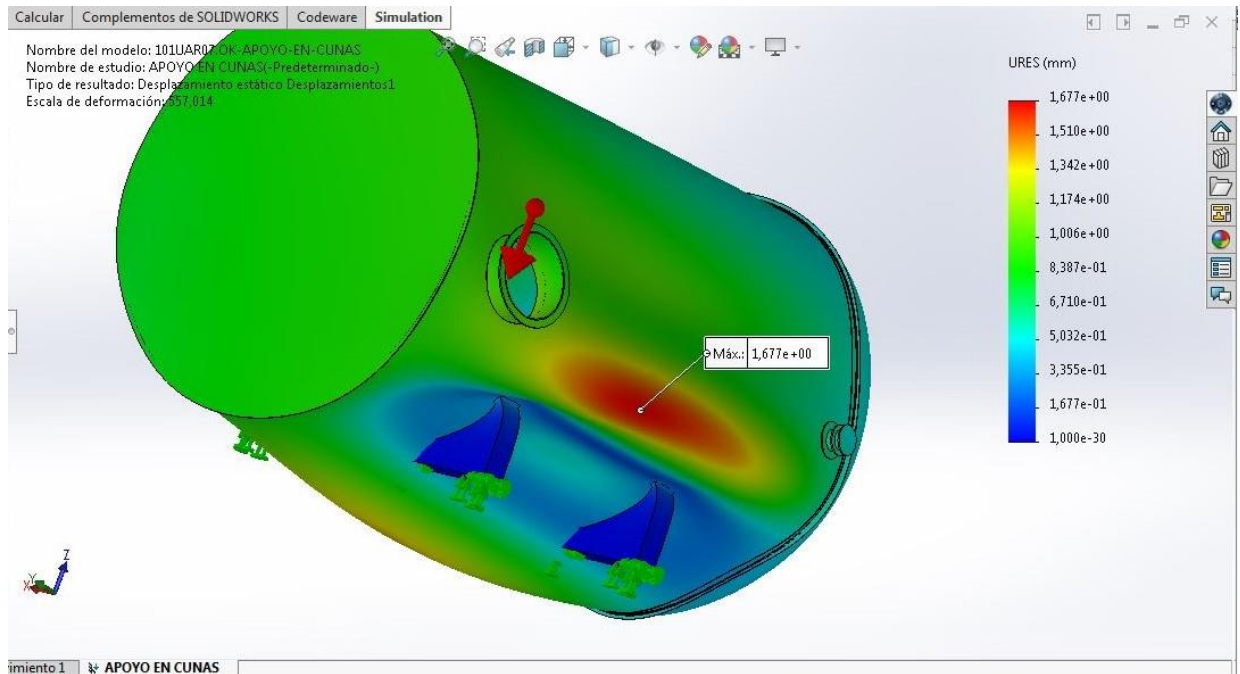 Calcular Complementos de SOLIDWORKS Codeware Simulation
Nombre del modelo: 101UAR07.OK-APOYO-EN-CUNAS
Nombre de estudio: APOYO EN CUNAS(-Predeterminado-)
Tipo de resultado: Desplazamiento estático Desplazamientos1
Escala de deformación: 557,014
URES (mm)
1,677e+00
1,510e+00
1,342e+00
1,174e+00
1,006e+00
8,387e-01
6,710e-01
5,032e-01
3,355e-01
1,677e-01
1,000e-30
Máx.: 1,677e+00
Z
Y
X
imiento 1 APOYO EN CUNAS